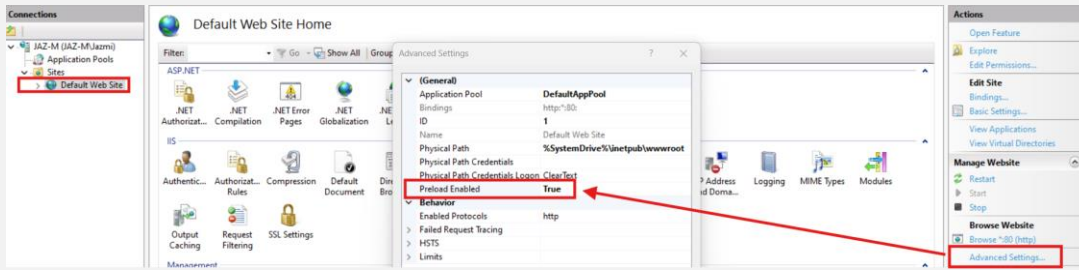 Connections
JAZ-M (JAZ-M\Jazmi)
Application Pools
Sites
Default Web Site
Default Web Site Home
Filter:
Go
Show All
Group
ASP.NET
.NET Authorizat...
.NET Compilation
.NET Error Pages
.NET Globalization
IIS
Authentic...
Authorizat... Rules
Compression
Default Document
Output Caching
Request Filtering
SSL Settings
Management
Advanced Settings
?
(General)
Application Pool DefaultAppPool
Bindings http:*:80:
ID 1
Name Default Web Site
Physical Path %SystemDrive%\inetpub\wwwroot
Physical Path Credentials
Physical Path Credentials Logon ClearText
Preload Enabled True
Behavior
Enabled Protocols http
Failed Request Tracing
HSTS
Limits
Address
Doma...
Logging
MIME Types
Modules
Actions
Open Feature
Explore
Edit Permissions...
Edit Site
Bindings...
Basic Settings...
View Applications
View Virtual Directories
Manage Website
Restart
Start
Stop
Browse Website
Browse *:80 (http)
Advanced Settings...